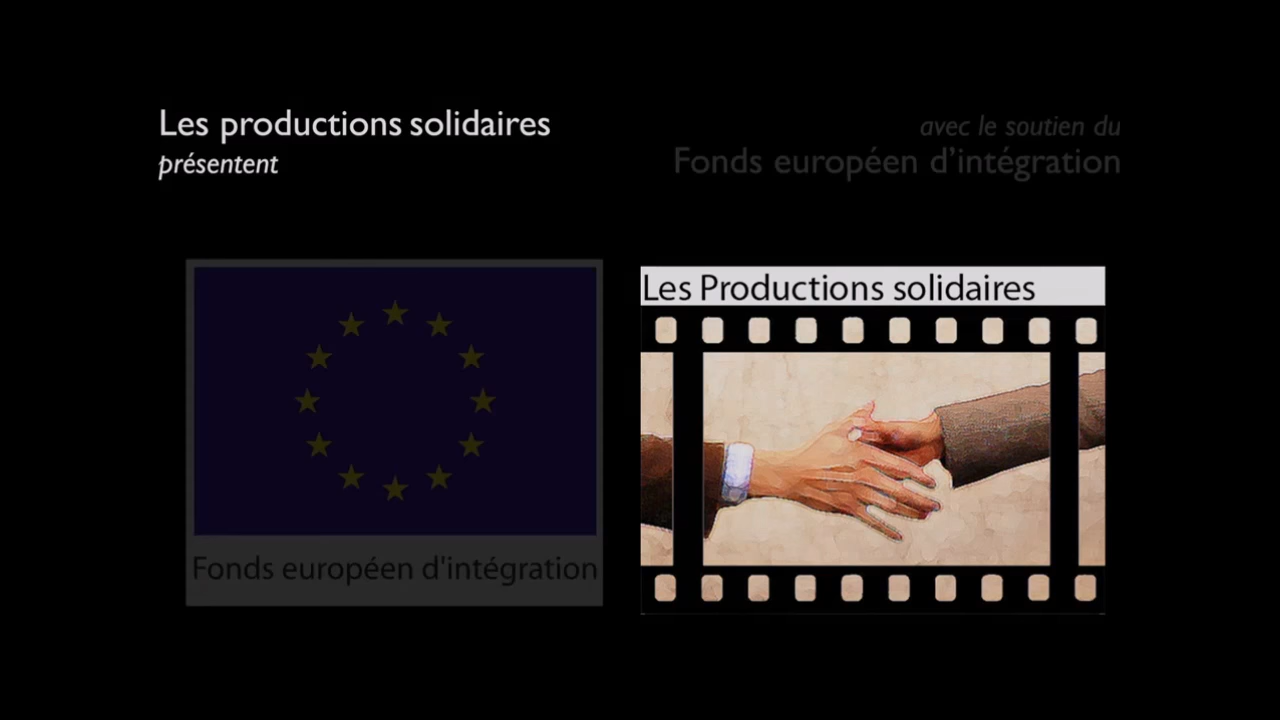 Les productions solidaires
présentent
avec le soutien du
Fonds européen d’intégration
Les Productions solidaires
Fonds européen d'intégration